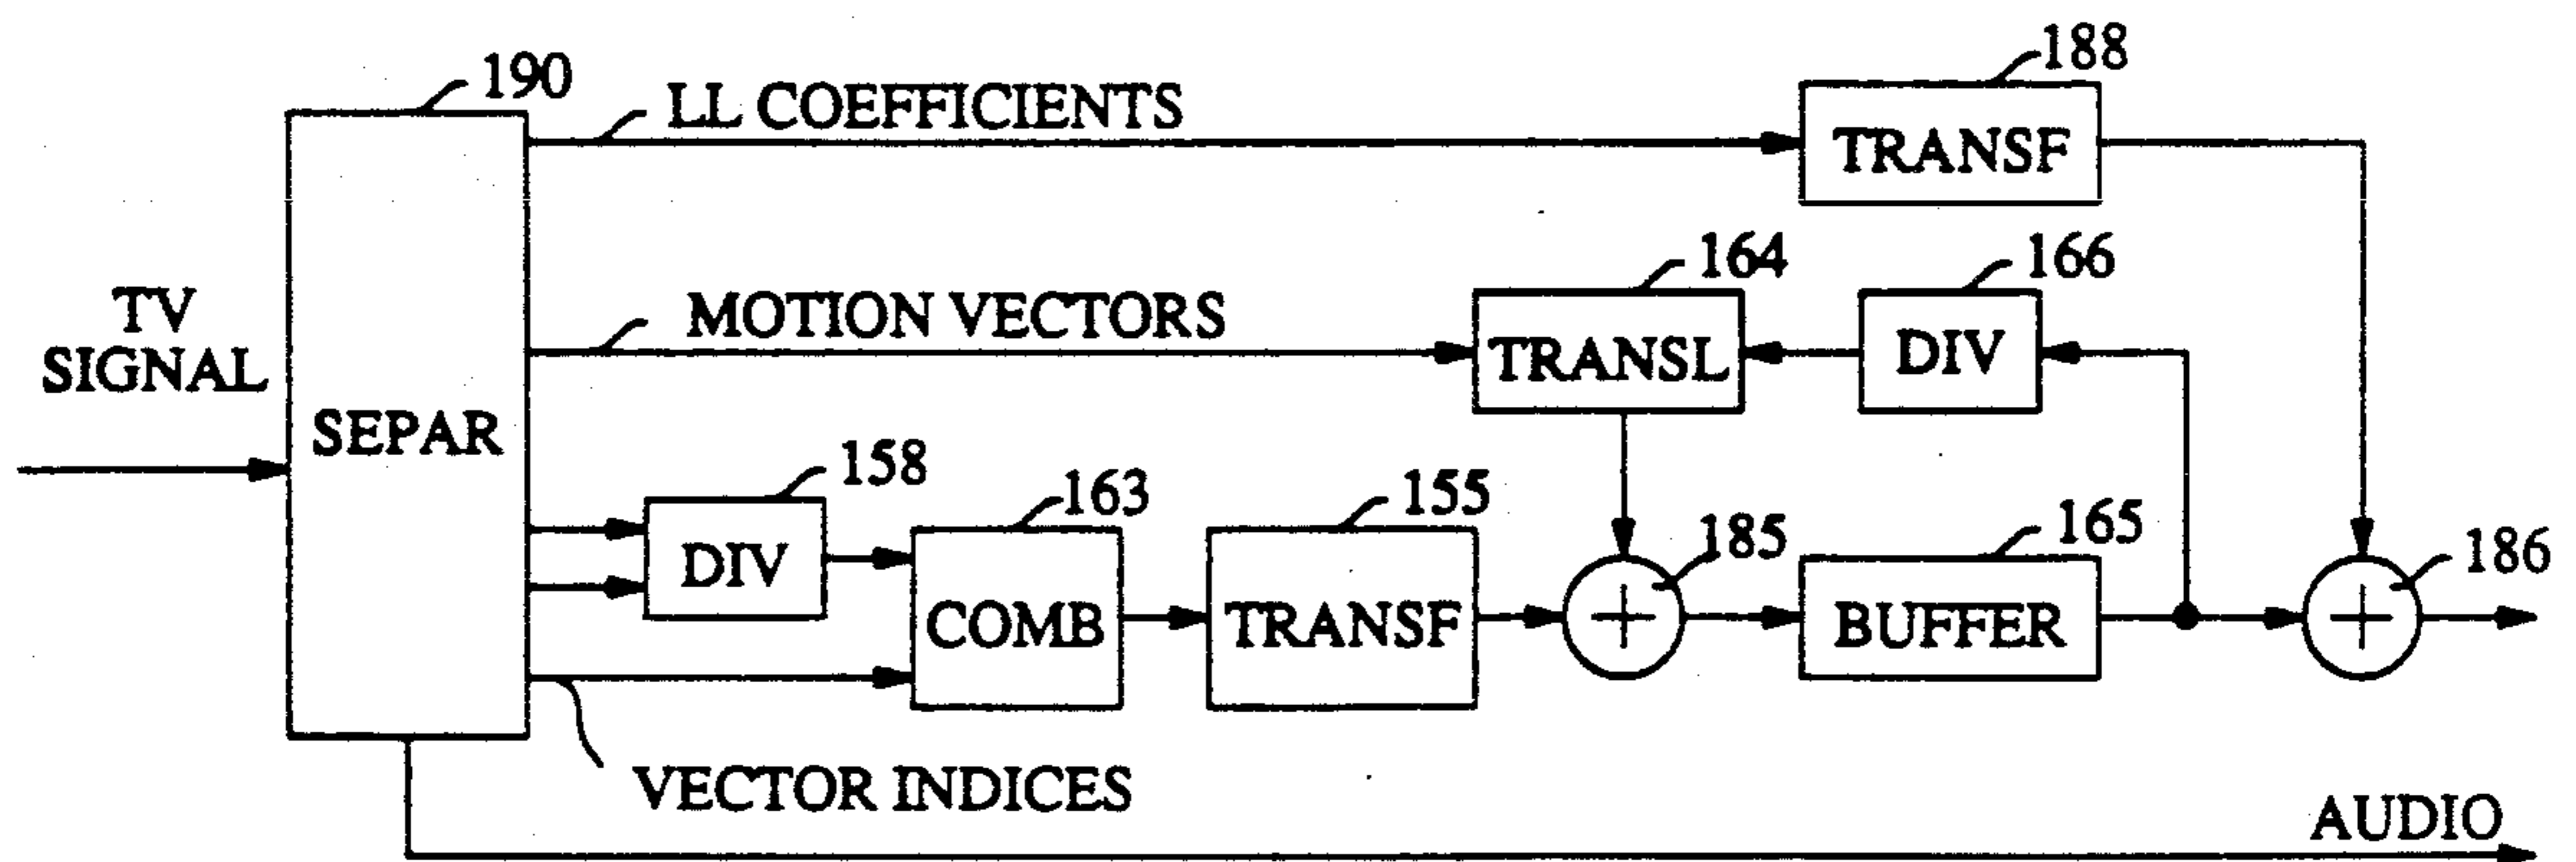 190
LL COEFFICIENTS
188
TRANSF
TV
SIGNAL
SEPAR
MOTION VECTORS
164
TRANSL
166
DIV
158
DIV
163
COMB
155
TRANSF
185
+
165
BUFFER
186
+
VECTOR INDICES
AUDIO